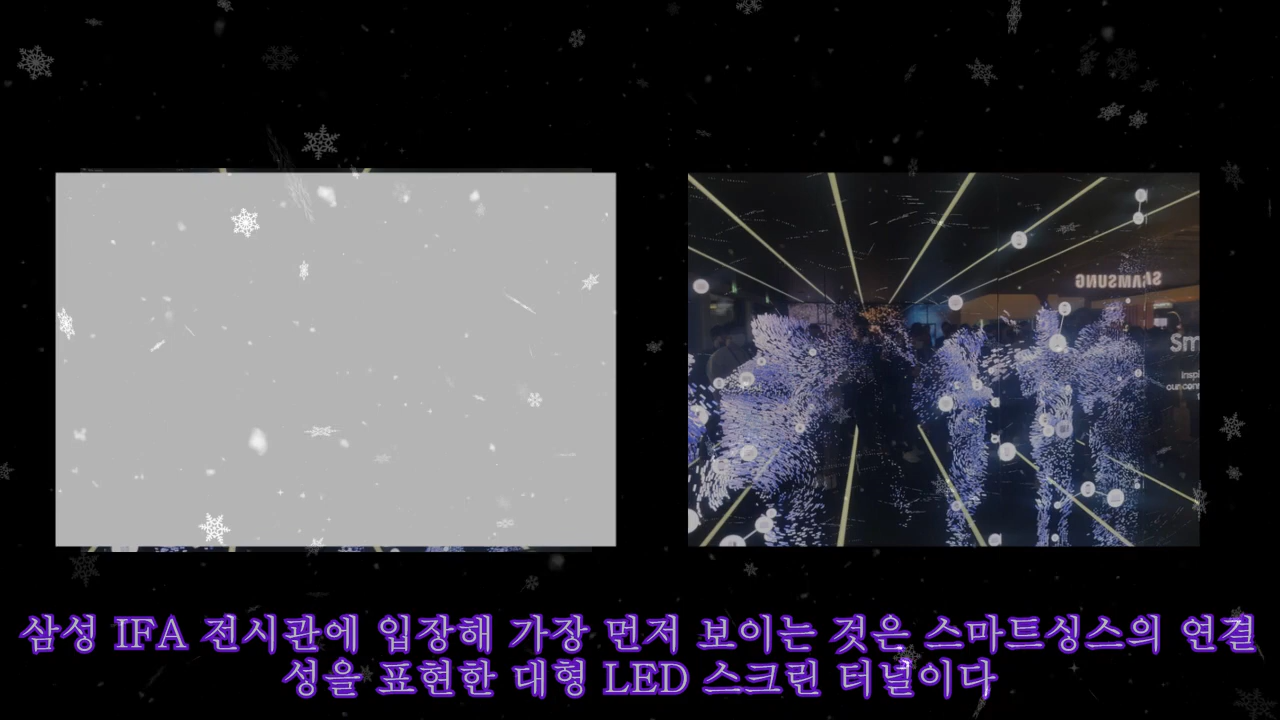 SAMSUNG
Sm
삼성 IFA 전시관에 입장해 가장 먼저 보이는 것은 스마트싱스의 연결
성을 표현한 대형 LED 스크린 터널이다